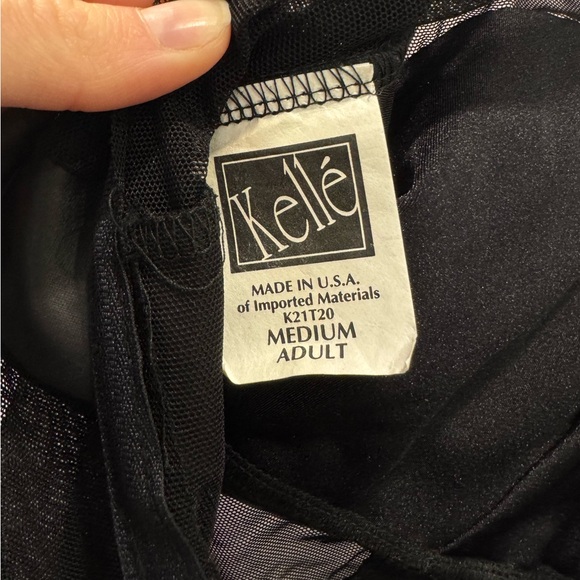 Kellé
MADE IN U.S.A.
of Imported Materials
K21T20
MEDIUM
ADULT